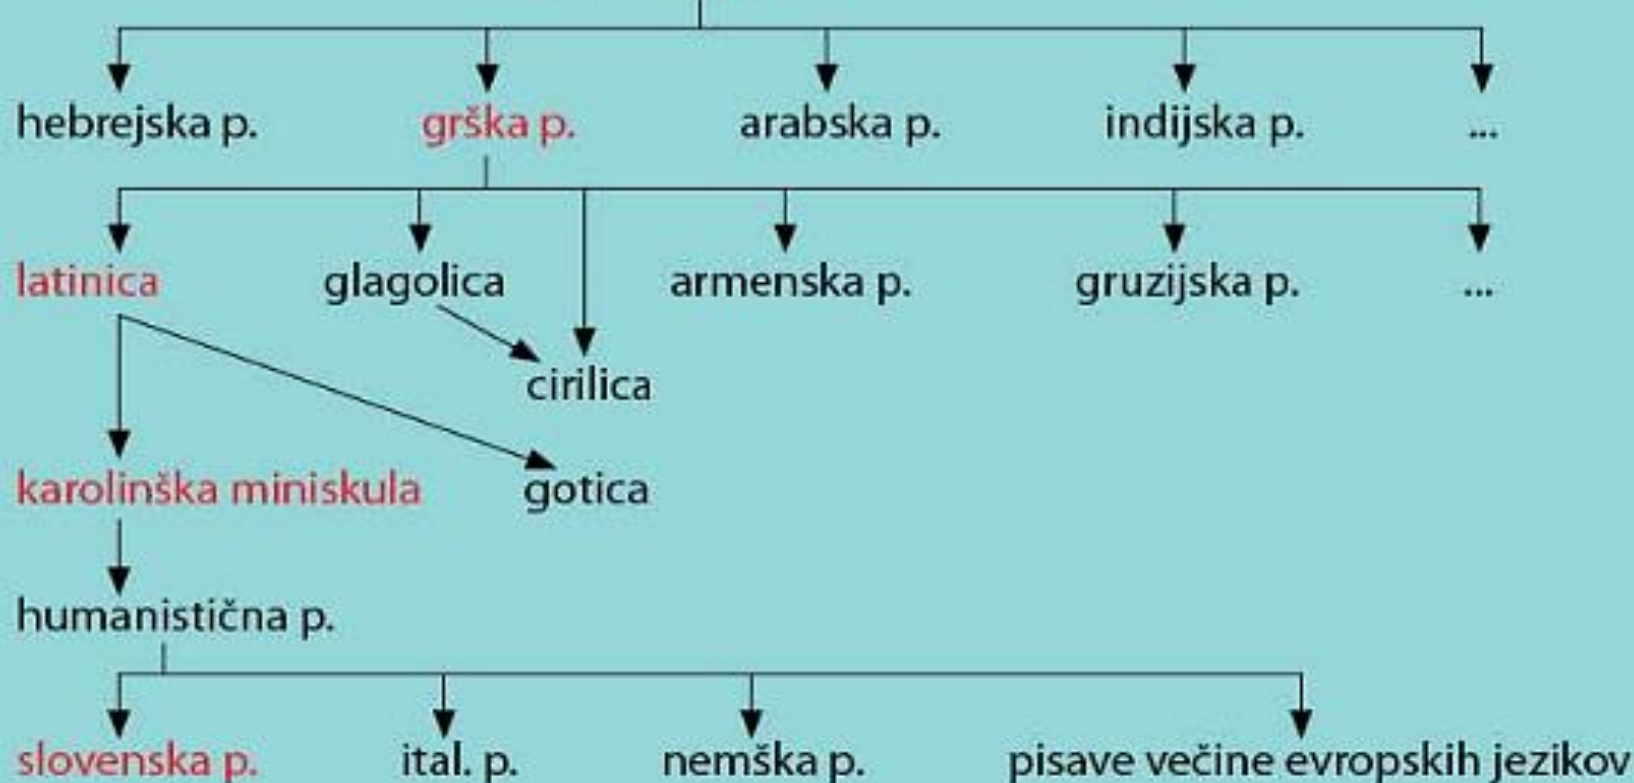 hebrejska p. grška p. arabska p. indijska p. ...
latinica glagolica armenska p. gruzijska p. ...
cirilica
karolinška miniskula gotica
humanistična p.
slovenska p. ital. p. nemška p. pisave večine evropskih jezikov